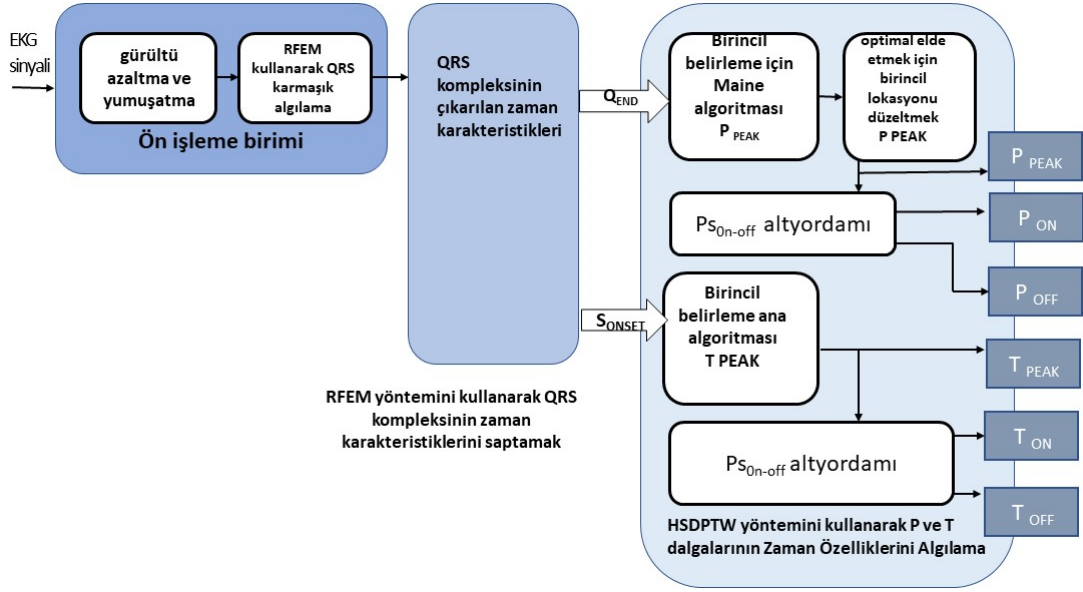 EKG
sinyali
gürültü
azaltma ve
yumuşatma
RFEM
kullanarak QRS
karmaşık
algılama
Ön işleme birimi
QRS
kompleksinin
çıkarılan zaman
karakteristikleri
RFEM yöntemini kullanarak QRS
kompleksinin zaman
karakteristiklerini saptamak
Q END
S ONSET
Birincil
belirleme için
Maine
algoritması
P PEAK
optimal elde
etmek için
birincil
lokasyonu
düzeltmek
P PEAK
Ps0n-off altyordamı
Birincil
belirleme ana
algoritması
T PEAK
Ps0n-off altyordamı
HSDPTW yöntemini kullanarak P ve T
dalgalarının Zaman Özelliklerini Algılama
P PEAK
P ON
P OFF
T PEAK
T ON
T OFF